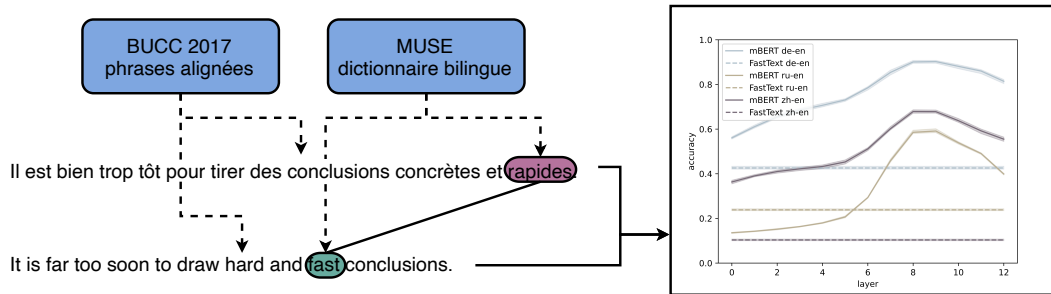 BUCC 2017
phrases alignées
MUSE
dictionnaire bilingue
Il est bien trop tôt pour tirer des conclusions concrètes et rapides.
It is far too soon to draw hard and fast conclusions.
1.0
0.8
0.6
0.4
0.2
0.0
accuracy
mBERT de-en
FastText de-en
mBERT ru-en
FastText ru-en
mBERT zh-en
FastText zh-en
0 2 4 6 8 10 12
layer